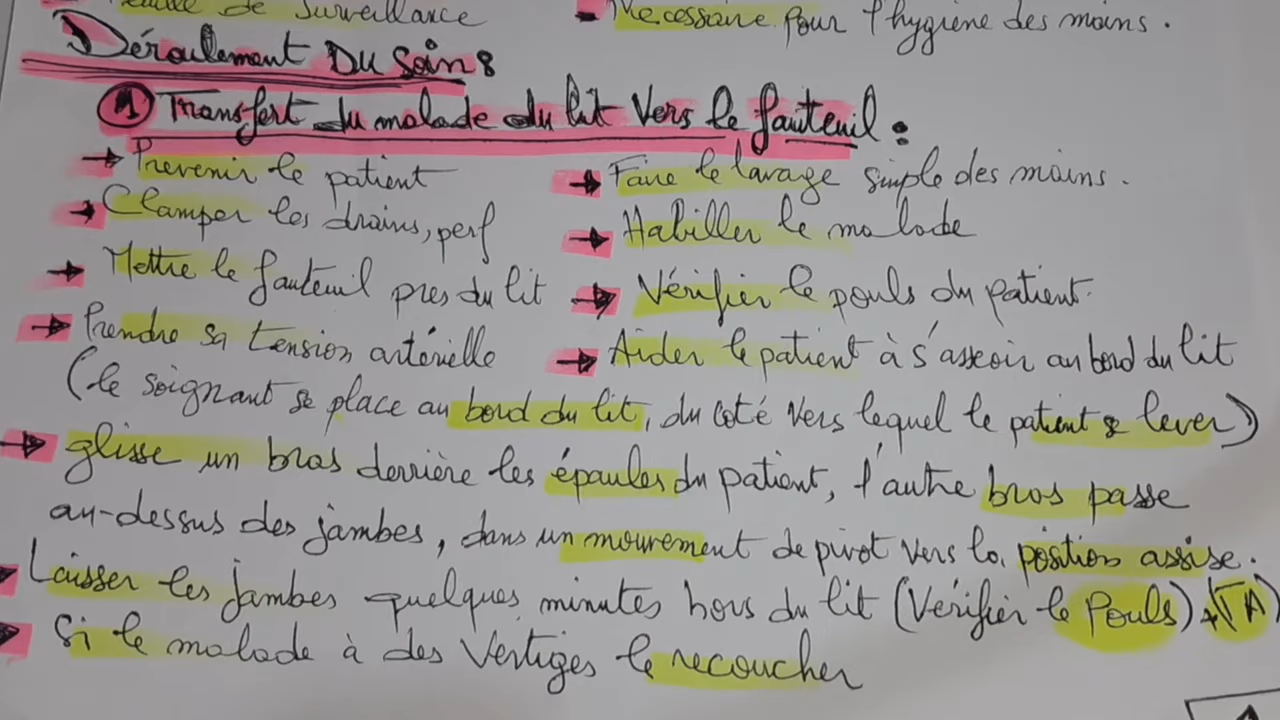 Feuille de Surveillance - Nécessaire pour l'hygiène des mains.
Déroulement Du Soin :
① Transfert du malade du lit Vers le fauteuil :
→ Prevenir le patient → Faire le lavage simple des mains.
→ Clamper les drains, perf → Habiller le malade
→ Mettre le fauteuil pres du lit → Vérifier le pouls du patient.
→ Prendre sa tension artérielle → Aider le patient à s'asseoir au bord du lit
(le soignant se place au bord du lit, du coté vers lequel le patient se lever)
→ glisse un bras derrière les épaules du patient, l'autre bras passe
au-dessus des jambes, dans un mouvement de pivot vers la position assise.
→ Laisser les jambes quelques minutes hors du lit (Vérifier le Pouls) + (TA)
→ Si le malade à des Vertiges le recoucher